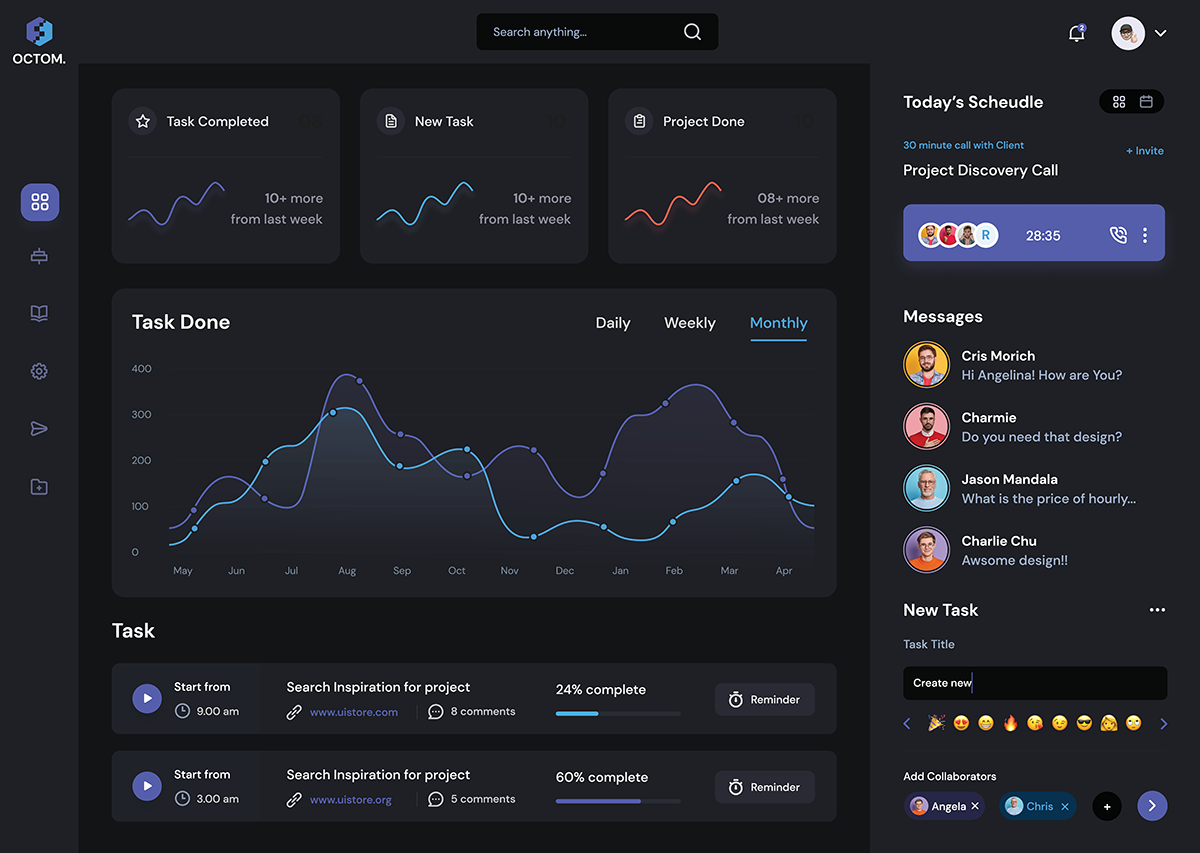 OCTOM.
Search anything...
2
Task Completed
10+ more
from last week
New Task
10+ more
from last week
Project Done
08+ more
from last week
Task Done
Daily
Weekly
Monthly
400
300
200
100
0
May
Jun
Jul
Aug
Sep
Oct
Nov
Dec
Jan
Feb
Mar
Apr
Task
Start from
9.00 am
Search Inspiration for project
www.uistore.com
8 comments
24% complete
Reminder
Start from
3.00 am
Search Inspiration for project
www.uistore.org
5 comments
60% complete
Reminder
Today's Scheudle
30 minute call with Client
+ Invite
Project Discovery Call
R
28:35
Messages
Cris Morich
Hi Angelina! How are You?
Charmie
Do you need that design?
Jason Mandala
What is the price of hourly...
Charlie Chu
Awsome design!!
New Task
Task Title
Create new
Add Collaborators
Angela
Chris